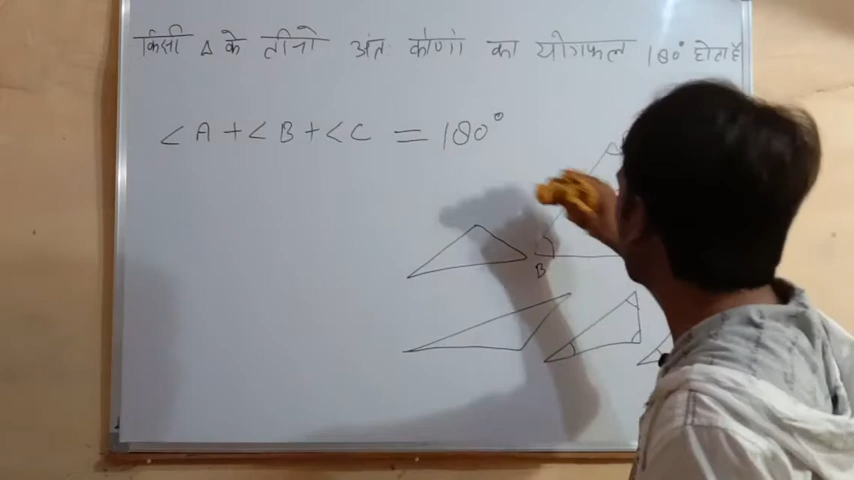 किसी Δ के तीनो अंतः कोणों का योगफल 180° होता है
∠A + ∠B + ∠C = 180°
B